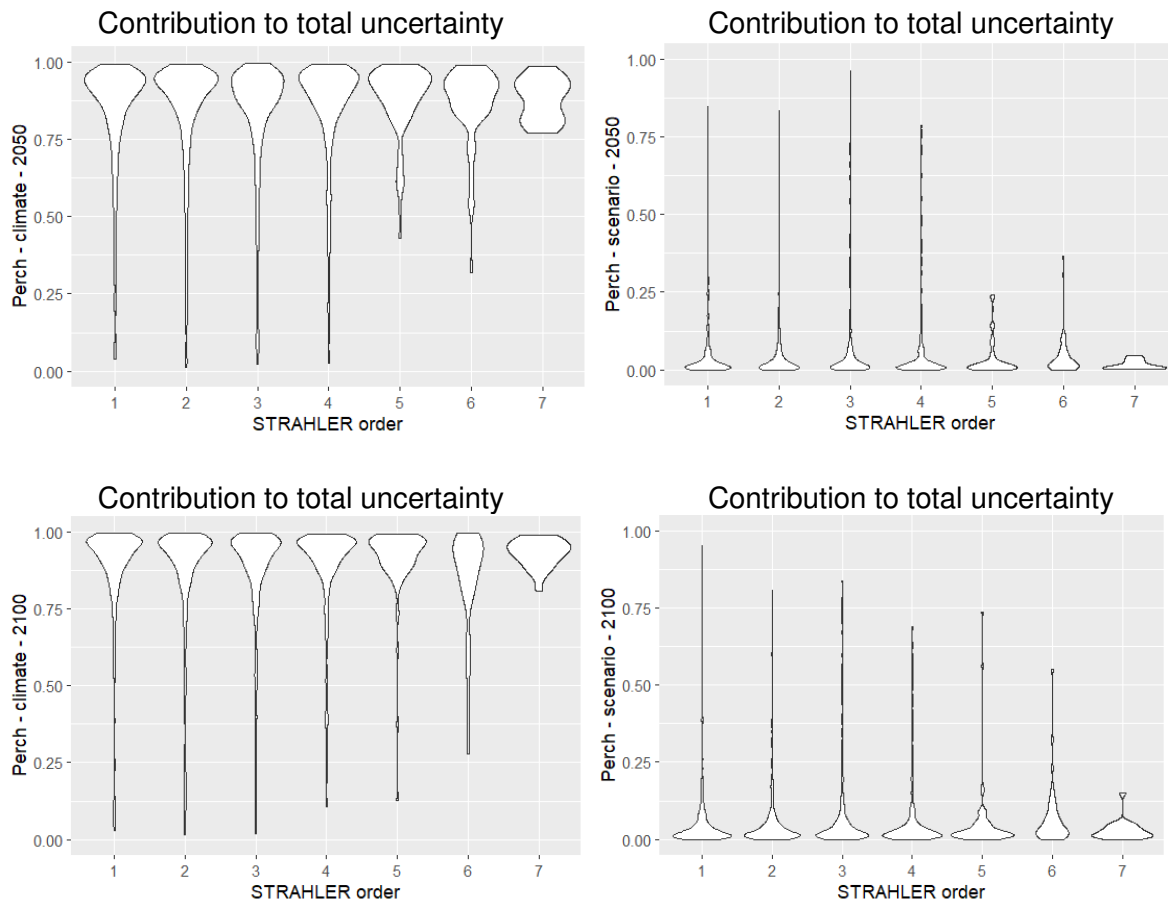 Contribution to total uncertainty
Perch - climate - 2050
1.00
0.75
0.50
0.25
0.00
1 2 3 4 5 6 7
STRAHLER order
Contribution to total uncertainty
Perch - scenario - 2050
1.00
0.75
0.50
0.25
0.00
1 2 3 4 5 6 7
STRAHLER order
Contribution to total uncertainty
Perch - climate - 2100
1.00
0.75
0.50
0.25
0.00
1 2 3 4 5 6 7
STRAHLER order
Contribution to total uncertainty
Perch - scenario - 2100
1.00
0.75
0.50
0.25
0.00
1 2 3 4 5 6 7
STRAHLER order